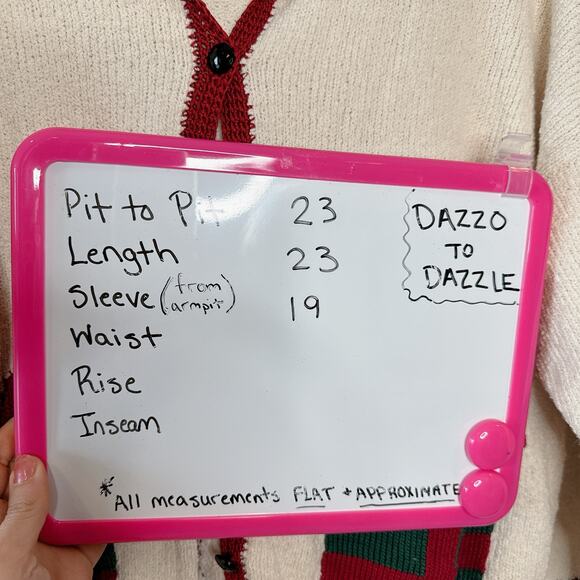 Pit to Pit 23
Length 23
Sleeve (from armpit) 19
Waist
Rise
Inseam
DAZZO
TO
DAZZLE
* All measurements FLAT + APPROXIMATE